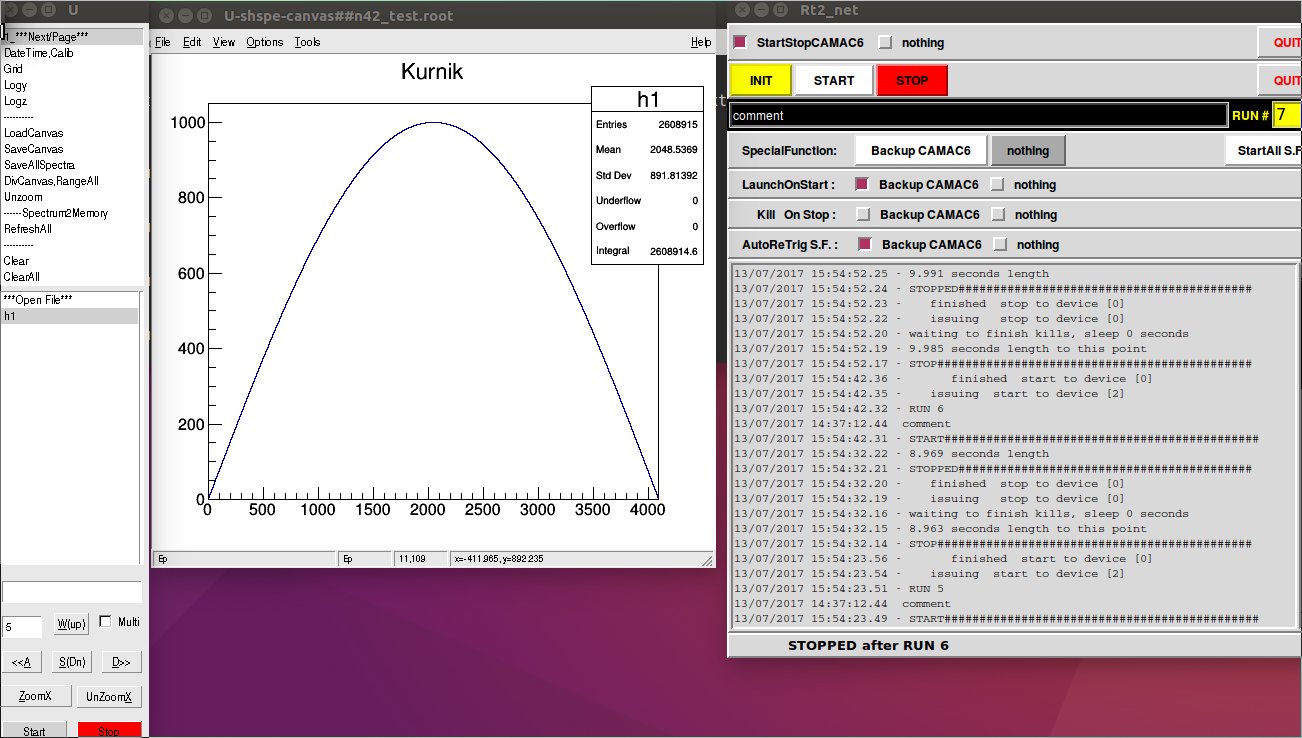 U
1_***Next/Page***
DateTime,Calib
Grid
Logy
Logz
----------
LoadCanvas
SaveCanvas
SaveAllSpectra
DivCanvas,RangeAll
Unzoom
------Spectrum2Memory
RefreshAll
----------
Clear
ClearAll
***Open File***
h1
5
W(up)
Multi
<<A
S(Dn)
D>>
ZoomX
UnZoomX
Start
Stop
U-shspe-canvas##n42_test.root
File Edit View Options Tools Help
Kurnik
h1
Entries 2608915
Mean 2048.5369
Std Dev 891.81392
Underflow 0
Overflow 0
Integral 2608914.6
1000
800
600
400
200
0
0 500 1000 1500 2000 2500 3000 3500 4000
Ep Ep 11,109 x=-411.965, y=892.235
Rt2_net
StartStopCAMAC6 nothing QUIT
INIT START STOP QUIT
comment RUN # 7
SpecialFunction: Backup CAMAC6 nothing StartAll S.F
LaunchOnStart : Backup CAMAC6 nothing
Kill On Stop : Backup CAMAC6 nothing
AutoReTrig S.F. : Backup CAMAC6 nothing
13/07/2017 15:54:52.25 - 9.991 seconds length
13/07/2017 15:54:52.24 - STOPPED##########################################
13/07/2017 15:54:52.23 - finished stop to device [0]
13/07/2017 15:54:52.22 - issuing stop to device [0]
13/07/2017 15:54:52.20 - waiting to finish kills, sleep 0 seconds
13/07/2017 15:54:52.19 - 9.985 seconds length to this point
13/07/2017 15:54:52.17 - STOP#############################################
13/07/2017 15:54:42.36 - finished start to device [0]
13/07/2017 15:54:42.35 - issuing start to device [2]
13/07/2017 15:54:42.32 - RUN 6
13/07/2017 14:37:12.44 comment
13/07/2017 15:54:42.31 - START#############################################
13/07/2017 15:54:32.22 - 8.969 seconds length
13/07/2017 15:54:32.21 - STOPPED##########################################
13/07/2017 15:54:32.20 - finished stop to device [0]
13/07/2017 15:54:32.19 - issuing stop to device [0]
13/07/2017 15:54:32.16 - waiting to finish kills, sleep 0 seconds
13/07/2017 15:54:32.15 - 8.963 seconds length to this point
13/07/2017 15:54:32.14 - STOP#############################################
13/07/2017 15:54:23.56 - finished start to device [0]
13/07/2017 15:54:23.54 - issuing start to device [2]
13/07/2017 15:54:23.51 - RUN 5
13/07/2017 14:37:12.44 comment
13/07/2017 15:54:23.49 - START#############################################
STOPPED after RUN 6